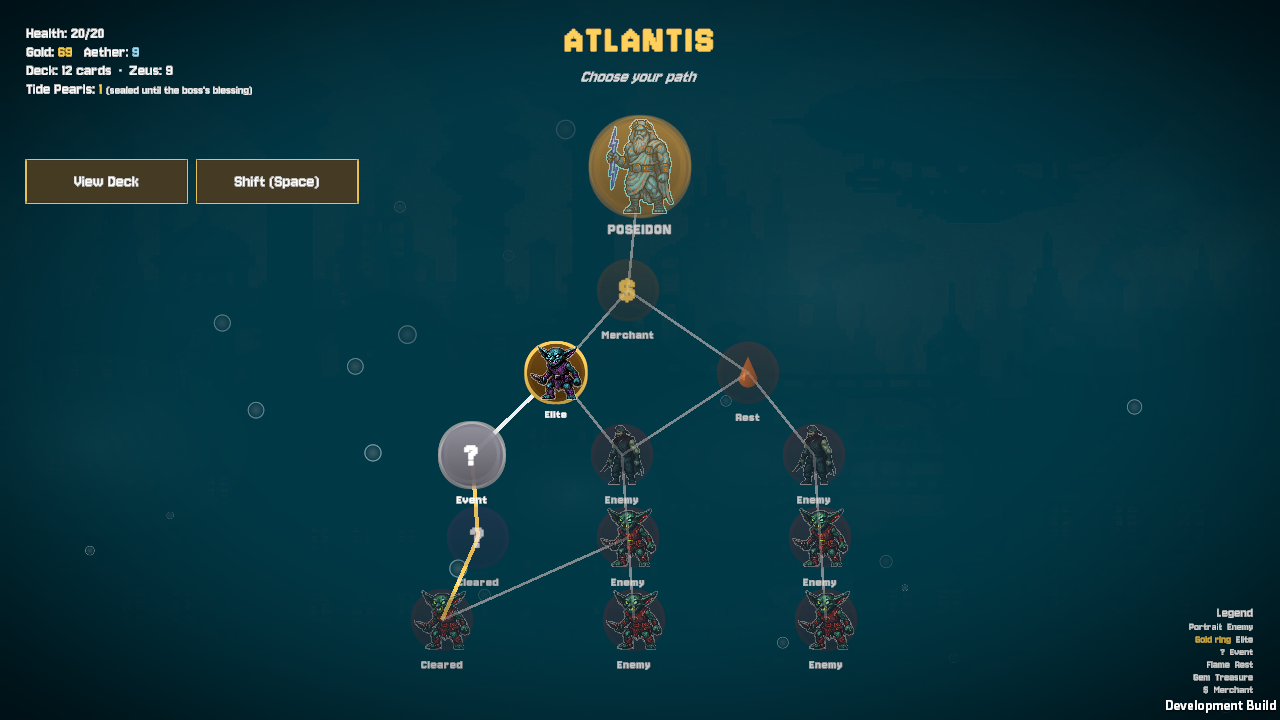 Health: 20/20
Gold: 69 Aether: 9
Deck: 12 cards · Zeus: 9
Tide Pearls: 1 (sealed until the boss's blessing)
View Deck
Shift (Space)
ATLANTIS
Choose your path
POSEIDON
$
Merchant
Elite
Rest
?
Event
Enemy
Enemy
?
Cleared
Enemy
Enemy
Cleared
Enemy
Enemy
Legend
Portrait Enemy
Gold ring Elite
? Event
Flame Rest
Gem Treasure
$ Merchant
Development Build